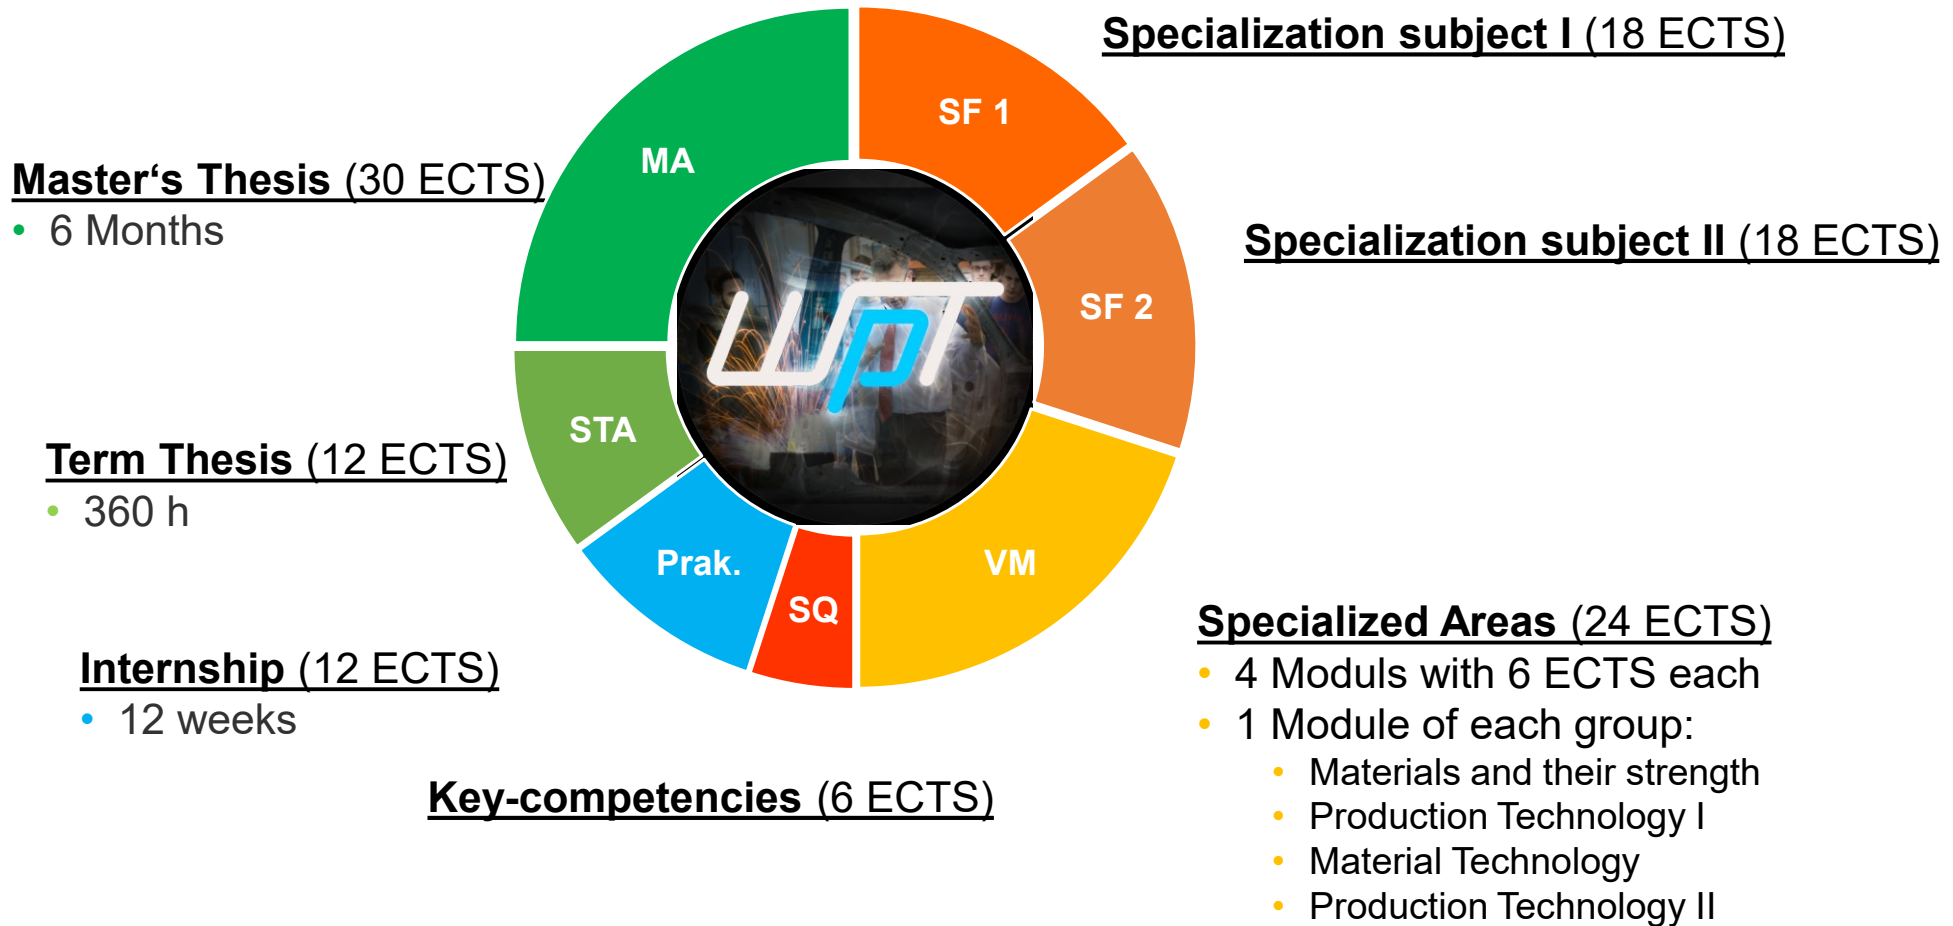 Specialization subject I (18 ECTS)
SF 1
MA
Master‘s Thesis (30 ECTS)
• 6 Months
Specialization subject II (18 ECTS)
SF 2
WPT
STA
Term Thesis (12 ECTS)
• 360 h
Prak.
VM
SQ
Specialized Areas (24 ECTS)
• 4 Moduls with 6 ECTS each
• 1 Module of each group:
• Materials and their strength
• Production Technology I
• Material Technology
• Production Technology II
Internship (12 ECTS)
• 12 weeks
Key-competencies (6 ECTS)